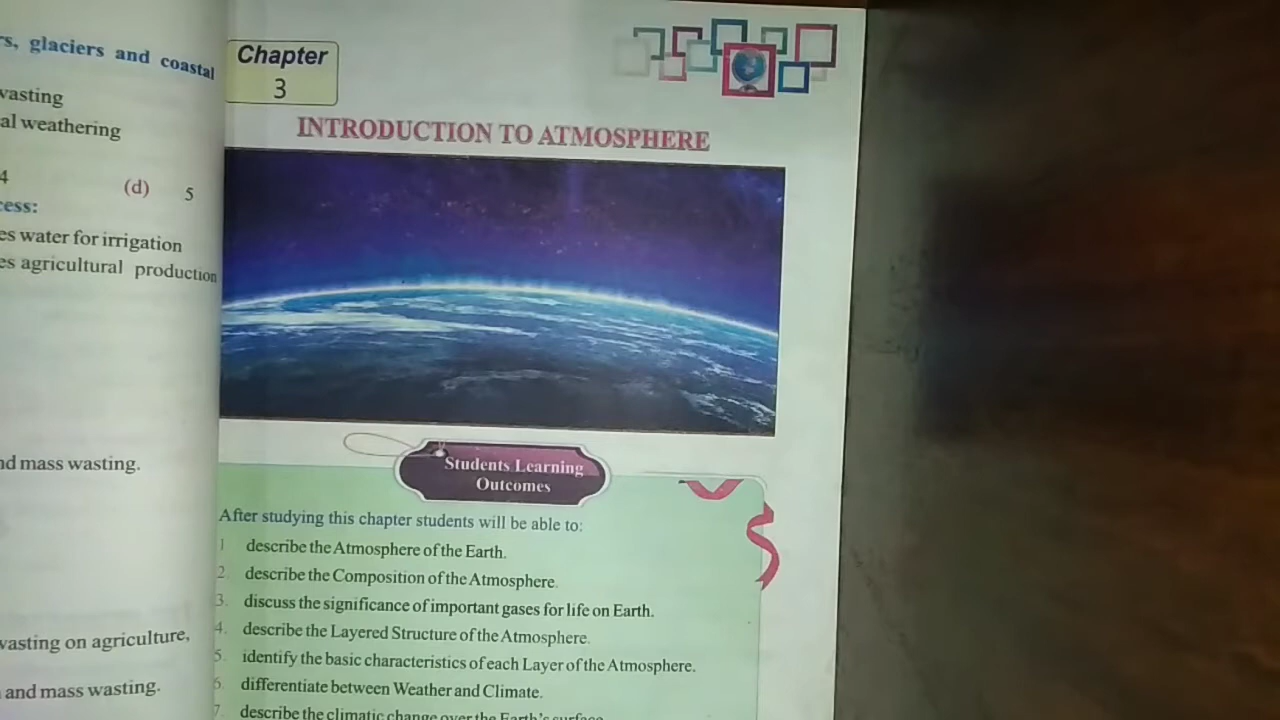 glaciers and coastal
al weathering
4 (d) 5
es water for irrigation
es agricultural production
nd mass wasting.
on agriculture,
and mass wasting.
Chapter
3
INTRODUCTION TO ATMOSPHERE
Students Learning
Outcomes
After studying this chapter students will be able to:
1 describe the Atmosphere of the Earth.
2. describe the Composition of the Atmosphere.
3. discuss the significance of important gases for life on Earth.
4. describe the Layered Structure of the Atmosphere.
5. identify the basic characteristics of each Layer of the Atmosphere.
6. differentiate between Weather and Climate.
7. describe the climatic change over the Earth's surface